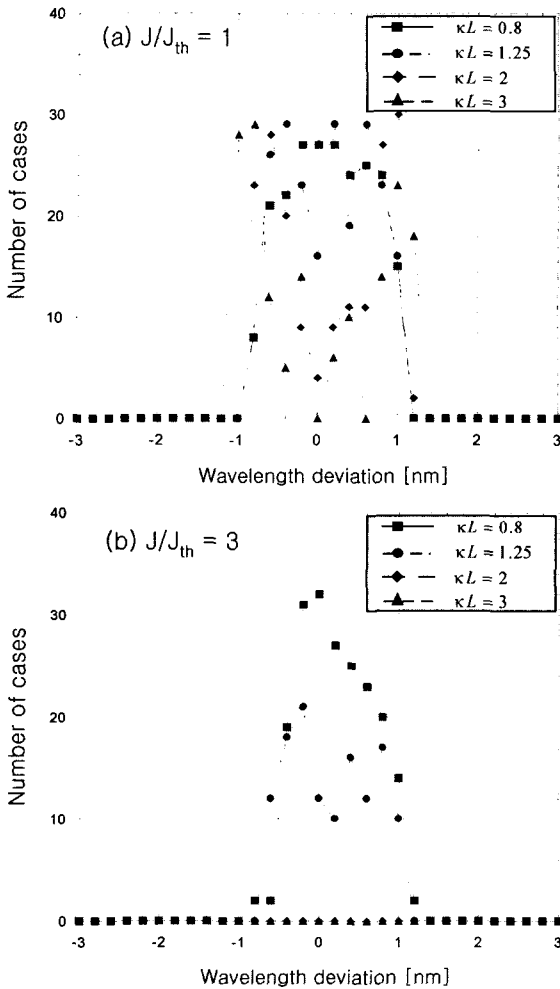 (a) J/Jth = 1
κL = 0.8
κL = 1.25
κL = 2
κL = 3
40
30
20
10
0
Number of cases
-3 -2 -1 0 1 2 3
Wavelength deviation [nm]
(b) J/Jth = 3
κL = 0.8
κL = 1.25
κL = 2
κL = 3
40
30
20
10
0
Number of cases
-3 -2 -1 0 1 2 3
Wavelength deviation [nm]